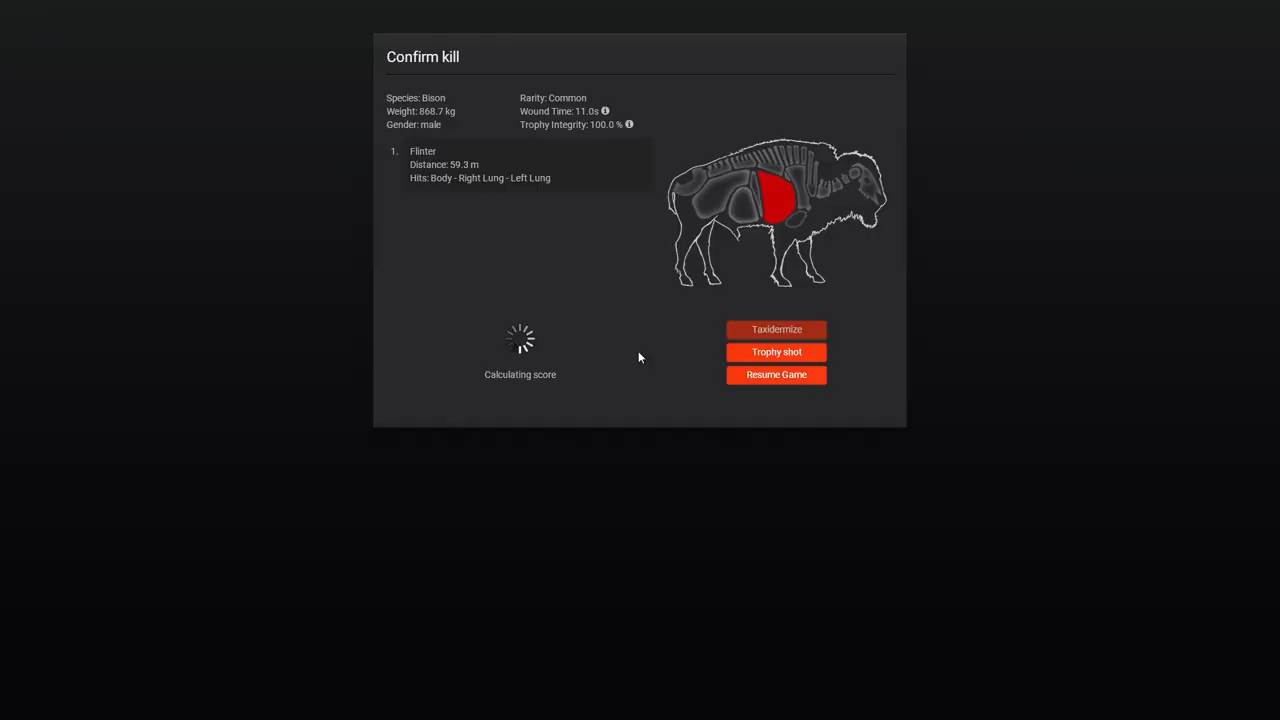 Confirm kill
Species: Bison
Rarity: Common
Weight: 868.7 kg
Wound Time: 11.0s
Gender: male
Trophy Integrity: 100.0 %
1. Flinter
Distance: 59.3 m
Hits: Body - Right Lung - Left Lung
Taxidermize
Trophy shot
Calculating score
Resume Game